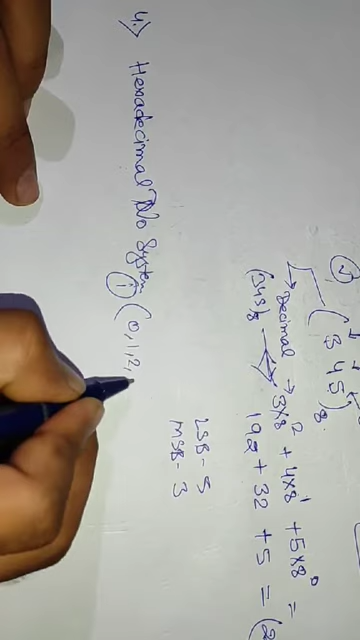 ✓ (345)8
↳ Decimal → 3×8² + 4×8¹ + 5×8⁰ =
(345)8 192 + 32 + 5 = (2
LSB - 5
MSB - 3
4.) Hexadecimal No System
① (0,1,2,